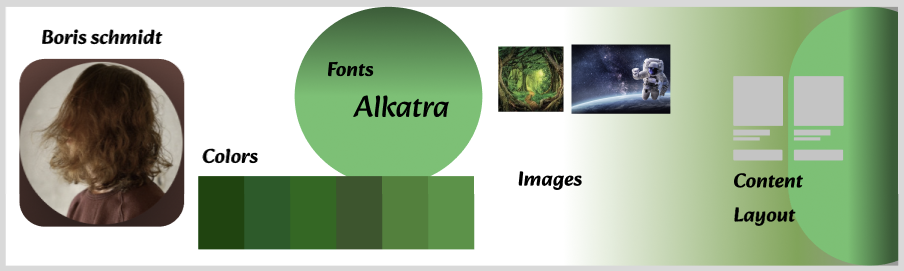 Boris schmidt
Fonts
Alkatra
Colors
Images
Content
Layout